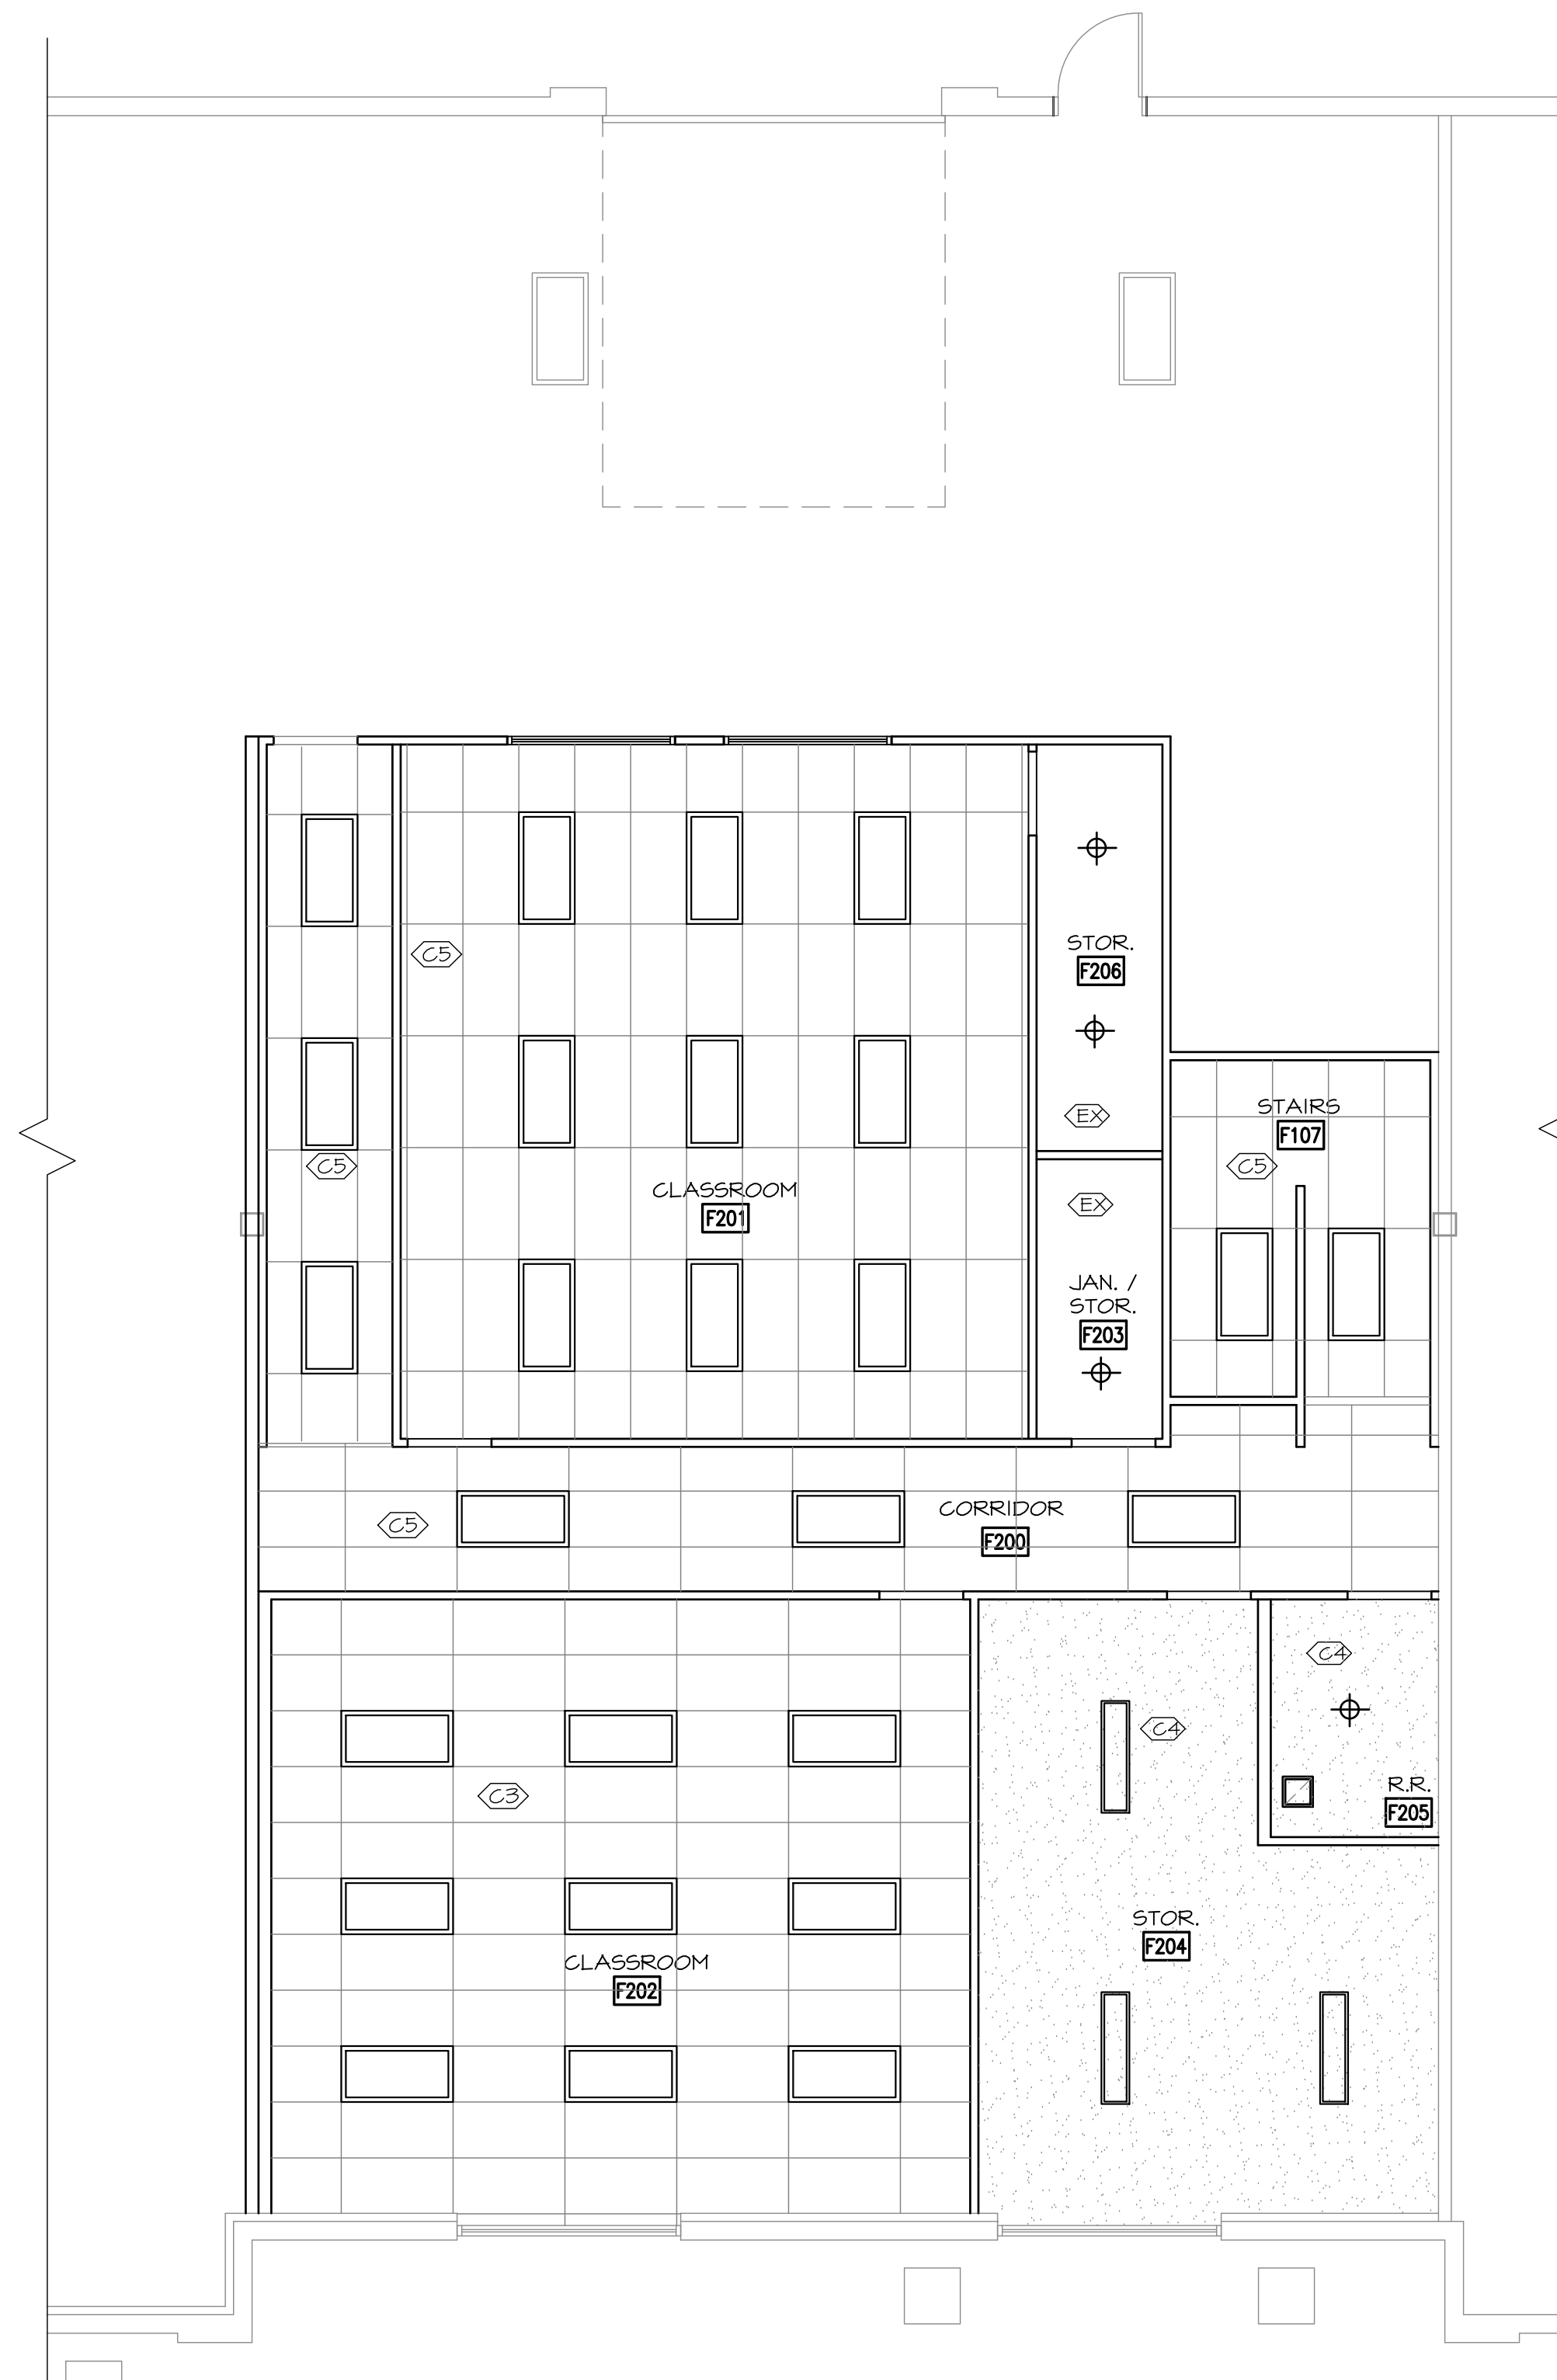 STOR.
F206
C5
EX
STAIRS
F107
C5
C5
CLASSROOM
F201
EX
JAN. /
STOR.
F203
CORRIDOR
F200
C5
C4
C4
R.R.
F205
C3
STOR.
F204
CLASSROOM
F202